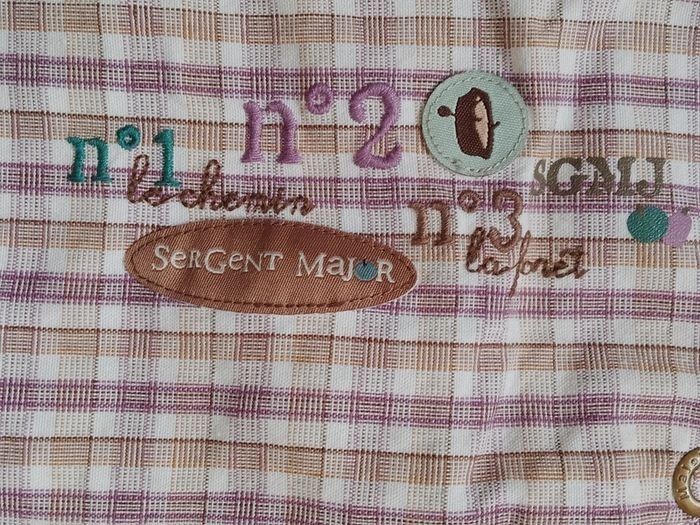 n°1
le chemin
n°2
SGMJ
n°3
la forêt
SERGENT MAJOR